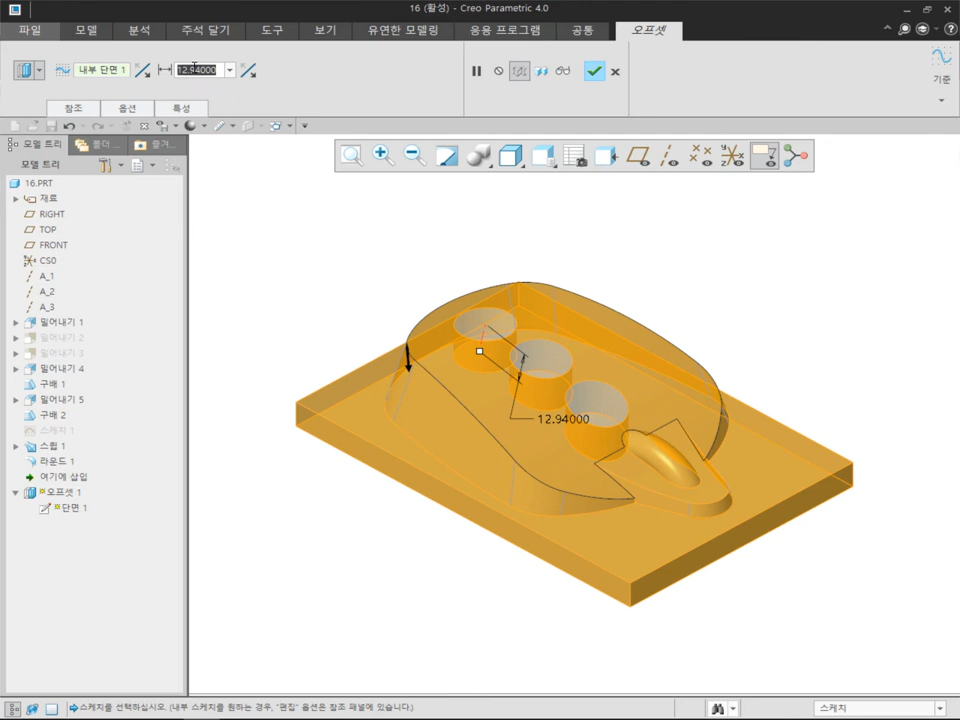 16 (활성) - Creo Parametric 4.0
파일 모델 분석 주석 달기 도구 보기 유연한 모델링 응용 프로그램 공통 오프셋
내부 단면 1 12.94000
기준
참조 옵션 특성
모델 트리 폴더 즐겨
모델 트리
16.PRT
재료
RIGHT
TOP
FRONT
CS0
A_1
A_2
A_3
밀어내기 1
밀어내기 2
밀어내기 3
밀어내기 4
구배 1
밀어내기 5
구배 2
스케치 1
스윕 1
라운드 1
여기에 삽입
오프셋 1
단면 1
12.94000
스케치를 선택하십시오. (내부 스케치를 원하는 경우, "편집" 옵션은 참조 패널에 있습니다.)
스케치